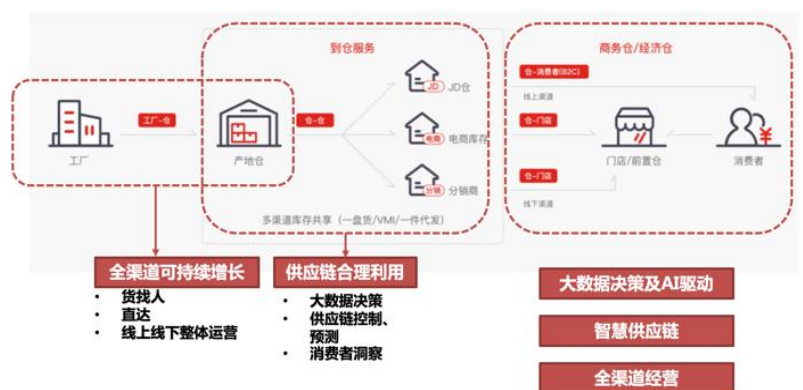 到仓服务
商务仓/经济仓
仓-消费者(B2C)
JD
JD仓
线上渠道
工厂-仓
仓-仓
仓-门店
电商
电商库存
工厂
产地仓
门店/前置仓
消费者
仓-门店
分销
分销商
线下渠道
多渠道库存共享（一盘货/VMI/一件代发）
全渠道可持续增长
• 货找人
• 直达
• 线上线下整体运营
供应链合理利用
• 大数据决策
• 供应链控制、
预测
• 消费者洞察
大数据决策及AI驱动
智慧供应链
全渠道经营